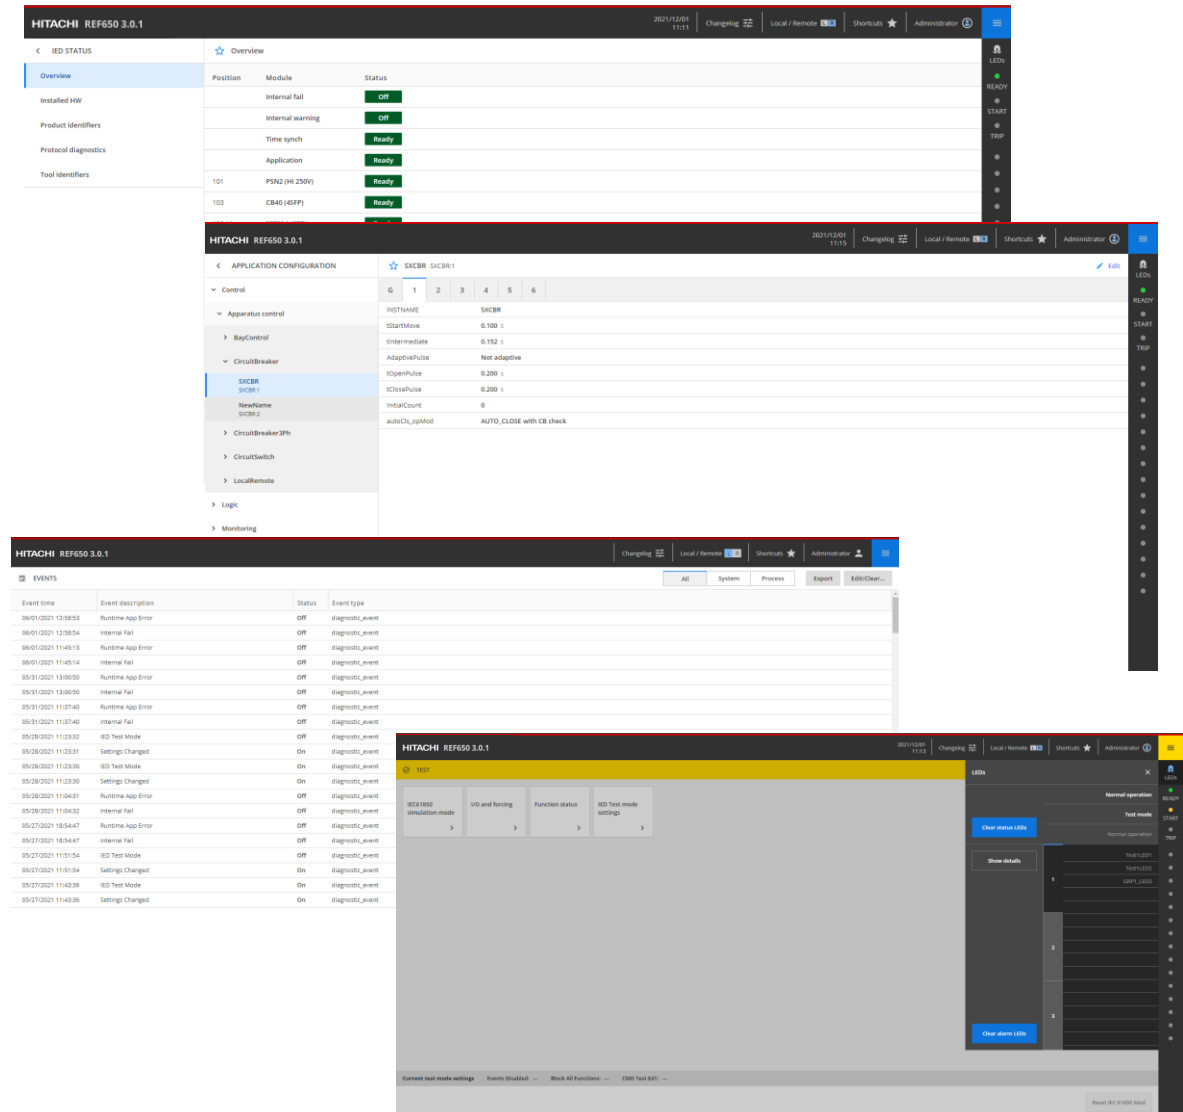 HITACHI REF650 3.0.1
2021/12/01
11:11
Changelog
Local / Remote L R
Shortcuts
Administrator
IED STATUS
Overview
LEDs
Overview
Position Module Status
READY
Installed HW
Internal fail Off
START
Internal warning Off
Product identifiers
TRIP
Time synch Ready
Protocol diagnostics
Application Ready
Tool identifiers
101 PSN2 (HI 250V) Ready
103 CB40 (4SFP) Ready
HITACHI REF650 3.0.1
2021/12/01
11:15
Changelog
Local / Remote L R
Shortcuts
Administrator
APPLICATION CONFIGURATION
SXCBR SXCBR:1
Edit
LEDs
READY
START
TRIP
Control
G 1 2 3 4 5 6
Apparatus control
INSTNAME SXCBR
tStartMove 0.100 s
BayControl
tIntermediate 0.152 s
CircuitBreaker
AdaptivePulse Not adaptive
tOpenPulse 0.200 s
SXCBR
SXCBR:1
tClosePulse 0.200 s
NewName
SXCBR:2
InitialCount 0
autoCls_opMod AUTO_CLOSE with CB check
CircuitBreaker3Ph
CircuitSwitch
LocalRemote
Logic
Monitoring
HITACHI REF650 3.0.1
Changelog
Local / Remote L R
Shortcuts
Administrator
EVENTS
All System Process Export Edit/Clear...
Event time Event description Status Event type
06/01/2021 12:58:53 Runtime App Error Off diagnostic_event
06/01/2021 12:58:54 Internal Fail Off diagnostic_event
06/01/2021 11:45:13 Runtime App Error Off diagnostic_event
06/01/2021 11:45:14 Internal Fail Off diagnostic_event
05/31/2021 13:00:50 Runtime App Error Off diagnostic_event
05/31/2021 13:00:50 Internal Fail Off diagnostic_event
05/31/2021 11:37:40 Runtime App Error Off diagnostic_event
05/31/2021 11:37:40 Internal Fail Off diagnostic_event
05/28/2021 11:23:32 IED Test Mode Off diagnostic_event
05/28/2021 11:23:31 Settings Changed On diagnostic_event
05/28/2021 11:23:30 IED Test Mode On diagnostic_event
05/28/2021 11:23:30 Settings Changed On diagnostic_event
05/28/2021 11:04:31 Runtime App Error Off diagnostic_event
05/28/2021 11:04:32 Internal Fail Off diagnostic_event
05/27/2021 18:54:47 Runtime App Error Off diagnostic_event
05/27/2021 18:54:47 Internal Fail Off diagnostic_event
05/27/2021 11:51:54 IED Test Mode On diagnostic_event
05/27/2021 11:51:54 Settings Changed On diagnostic_event
05/27/2021 11:43:36 IED Test Mode On diagnostic_event
05/27/2021 11:43:36 Settings Changed On diagnostic_event
HITACHI REF650 3.0.1
2021/12/01
11:13
Changelog
Local / Remote L R
Shortcuts
Administrator
TEST
LEDs
LEDs
IEC61850
simulation mode
I/O and forcing
Function status
IED Test mode
settings
Normal operation
READY
Test mode
START
Clear status LEDs
Normal operation
TRIP
Show details
Test1LED1
Test1LED2
1
GRP1_LED3
2
3
Clear alarm LEDs
Current test mode settings Events Disabled: — Block All Functions: — CMD Test Bit1: —
Reset IEC 61850 Mod